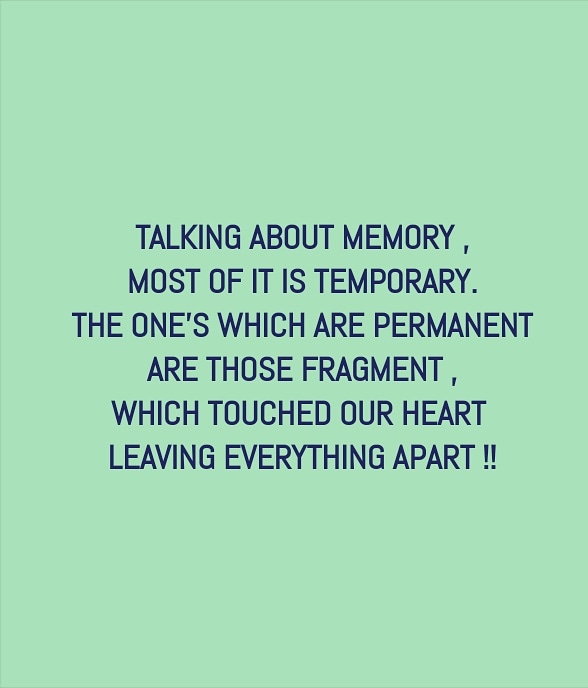 TALKING ABOUT MEMORY ,
MOST OF IT IS TEMPORARY.
THE ONE'S WHICH ARE PERMANENT
ARE THOSE FRAGMENT ,
WHICH TOUCHED OUR HEART
LEAVING EVERYTHING APART !!